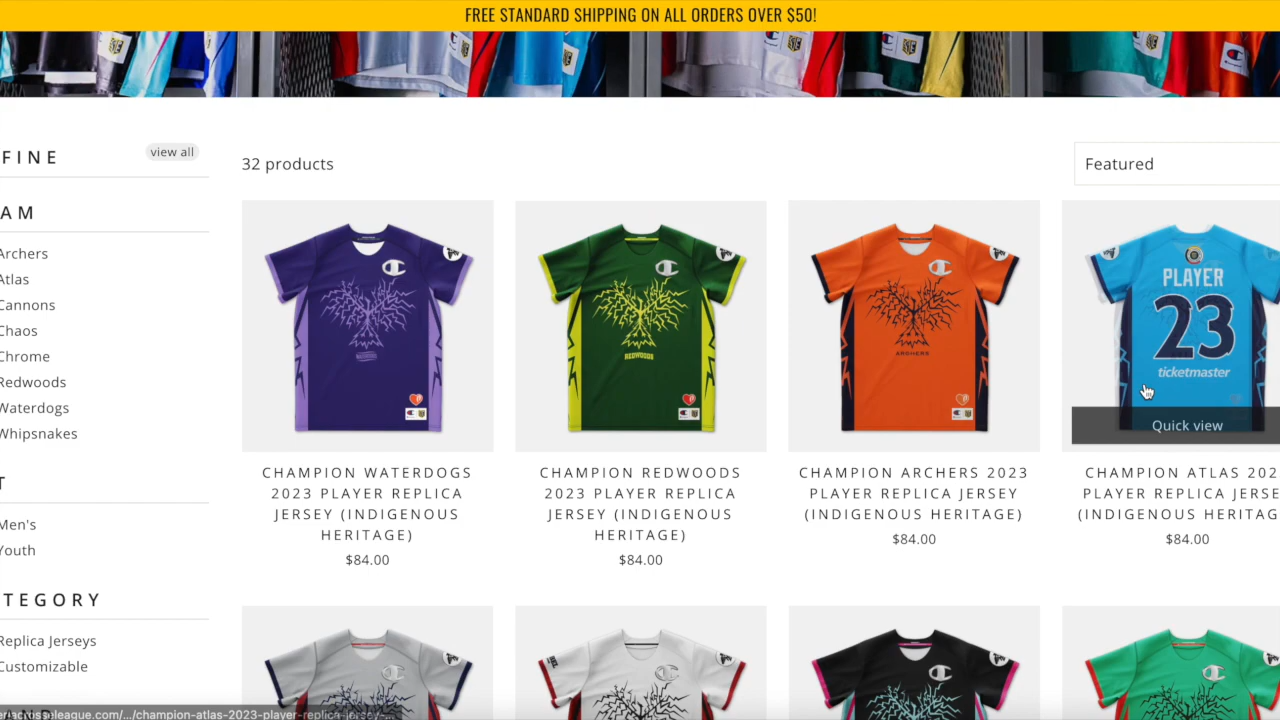 FREE STANDARD SHIPPING ON ALL ORDERS OVER $50!
FINE
view all
32 products
Featured
AM
Archers
Atlas
Cannons
Chaos
Chrome
Redwoods
Waterdogs
Whipsnakes
T
Men's
Youth
TEGORY
Replica Jerseys
Customizable
REDWOODS
ARCHERS
PLAYER
23
ticketmaster
Quick view
CHAMPION WATERDOGS
2023 PLAYER REPLICA
JERSEY (INDIGENOUS
HERITAGE)
$84.00
CHAMPION REDWOODS
2023 PLAYER REPLICA
JERSEY (INDIGENOUS
HERITAGE)
$84.00
CHAMPION ARCHERS 2023
PLAYER REPLICA JERSEY
(INDIGENOUS HERITAGE)
$84.00
CHAMPION ATLAS 202
PLAYER REPLICA JERSE
(INDIGENOUS HERITAG
$84.00